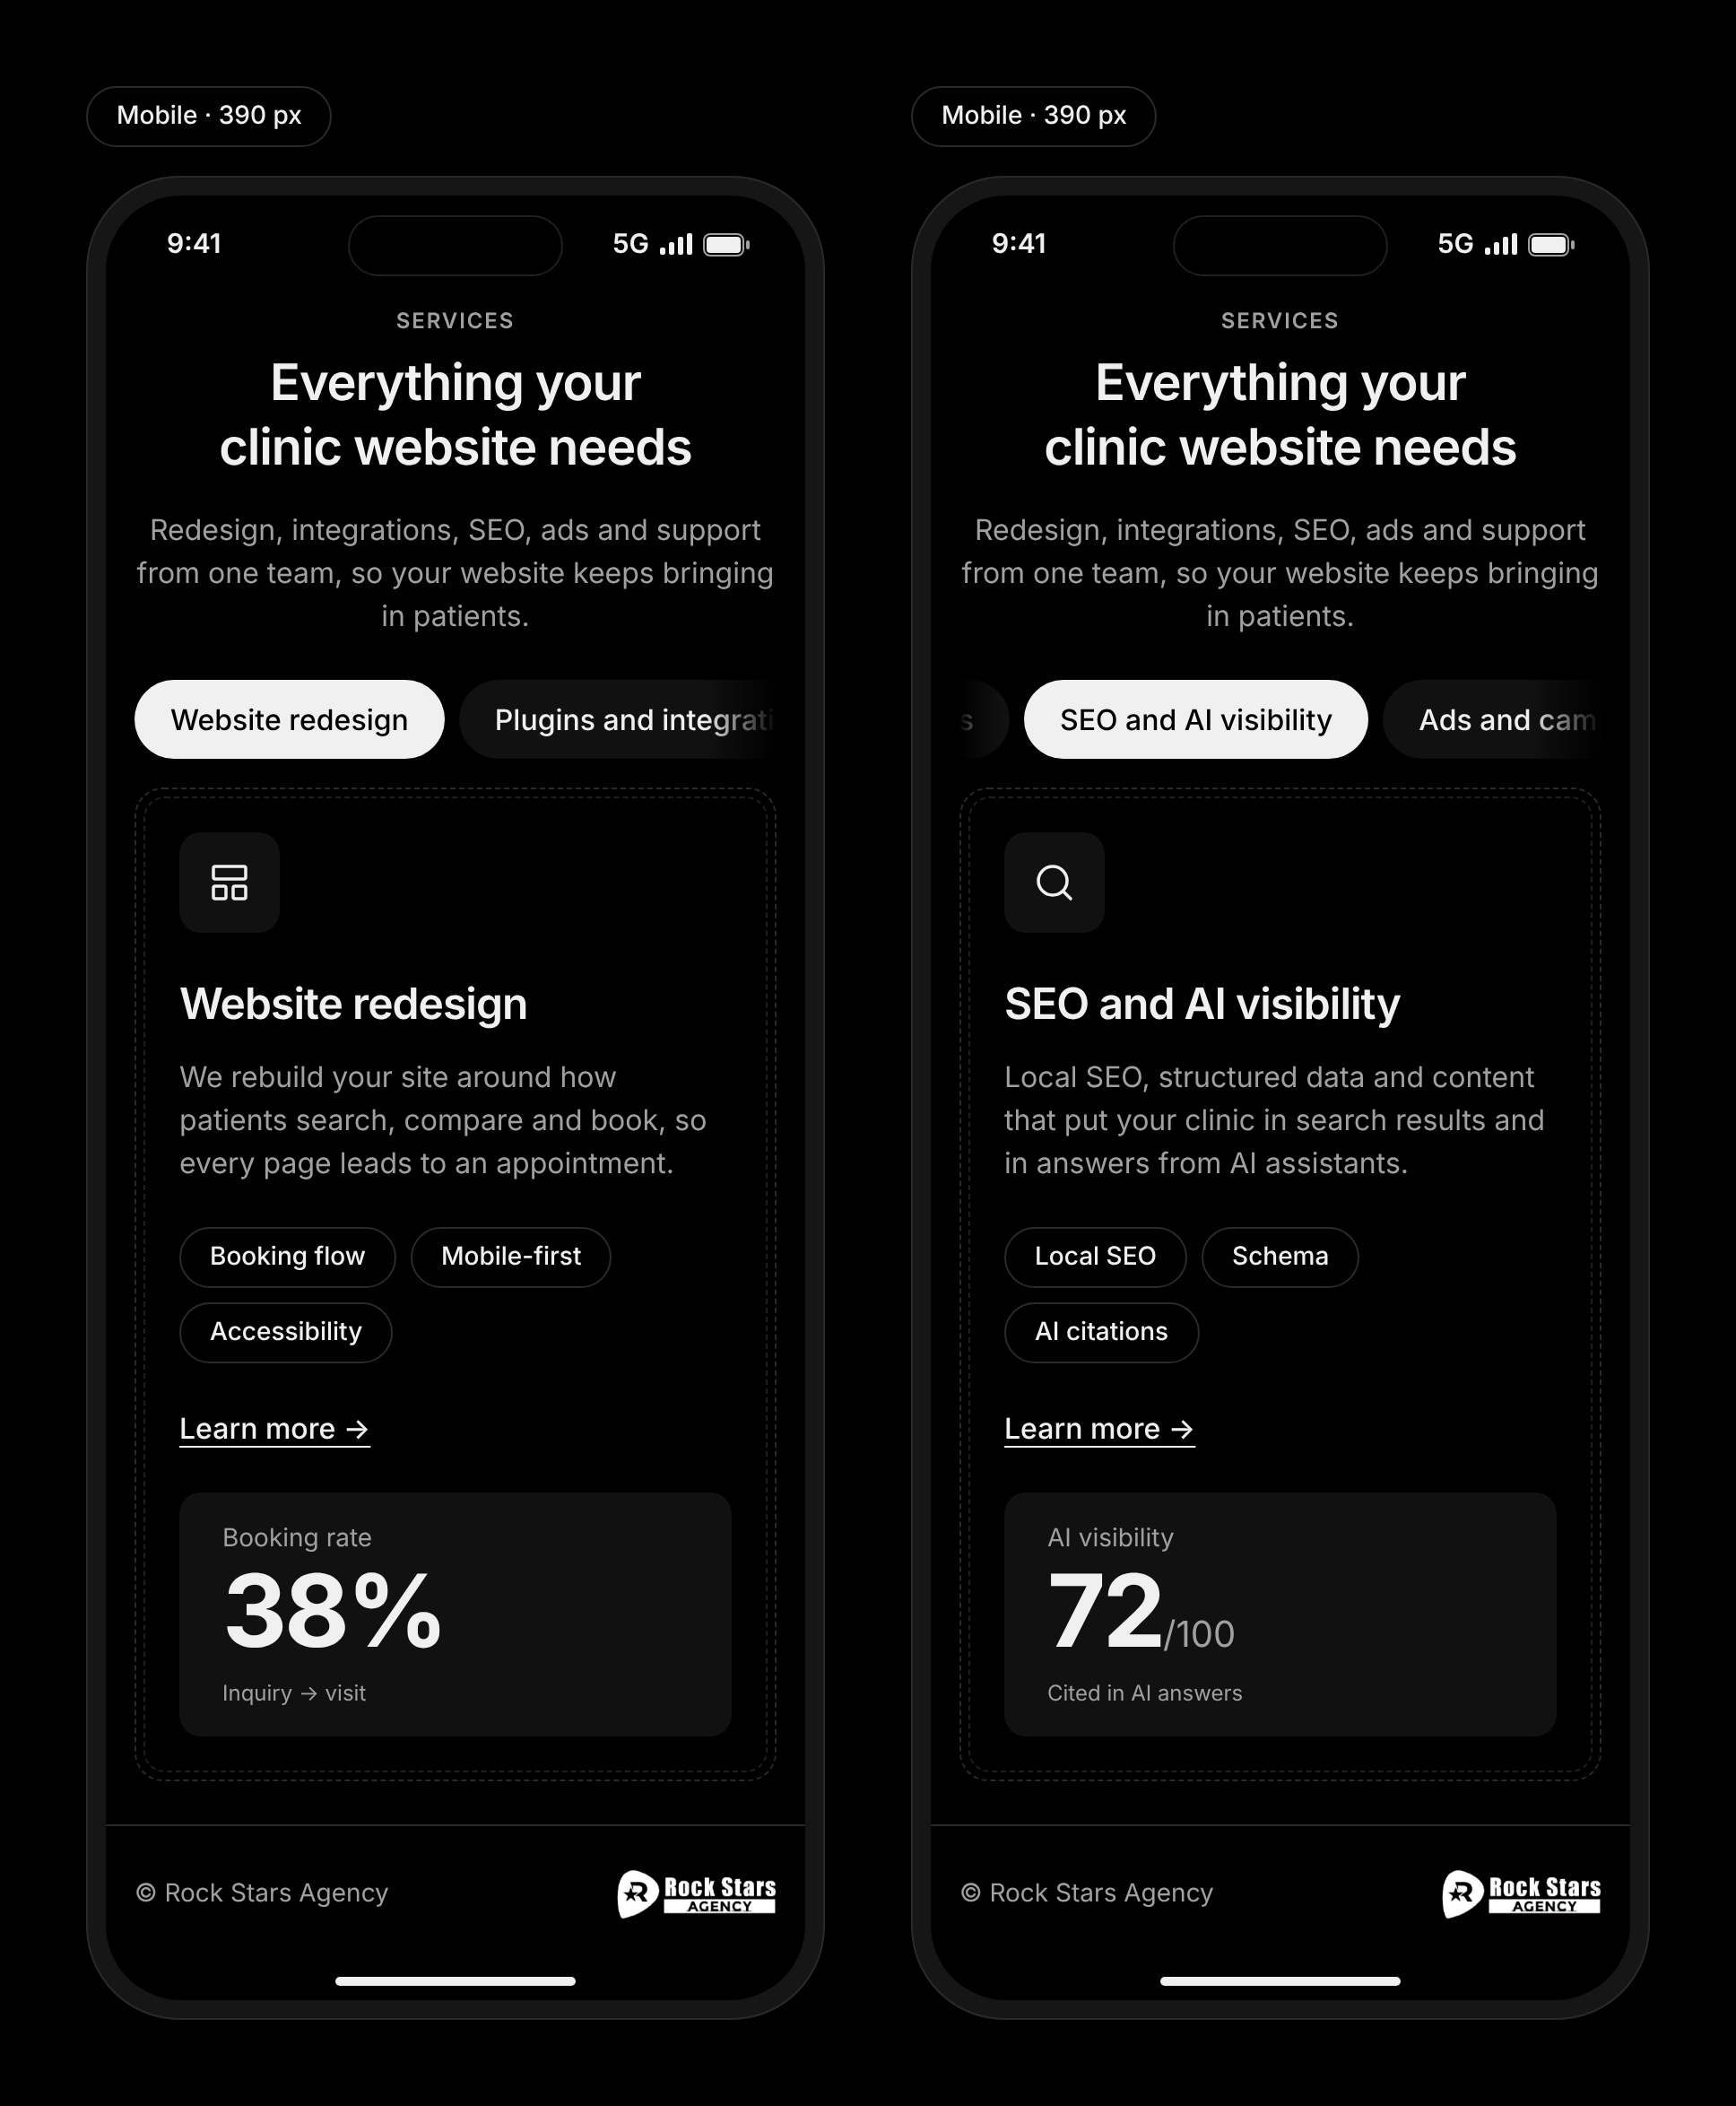 Mobile · 390 px
9:41
5G
SERVICES
Everything your
clinic website needs
Redesign, integrations, SEO, ads and support
from one team, so your website keeps bringing
in patients.
Website redesign
Plugins and integrati
Website redesign
We rebuild your site around how
patients search, compare and book, so
every page leads to an appointment.
Booking flow
Mobile-first
Accessibility
Learn more →
Booking rate
38%
Inquiry → visit
© Rock Stars Agency
Rock Stars
AGENCY
Mobile · 390 px
9:41
5G
SERVICES
Everything your
clinic website needs
Redesign, integrations, SEO, ads and support
from one team, so your website keeps bringing
in patients.
s
SEO and AI visibility
Ads and cam
SEO and AI visibility
Local SEO, structured data and content
that put your clinic in search results and
in answers from AI assistants.
Local SEO
Schema
AI citations
Learn more →
AI visibility
72/100
Cited in AI answers
© Rock Stars Agency
Rock Stars
AGENCY